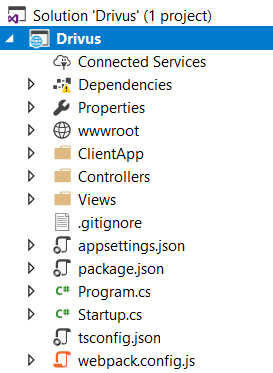 Solution 'Drivus' (1 project)
Drivus
Connected Services
Dependencies
Properties
wwwroot
ClientApp
Controllers
Views
.gitignore
appsettings.json
package.json
C# Program.cs
C# Startup.cs
tsconfig.json
webpack.config.js